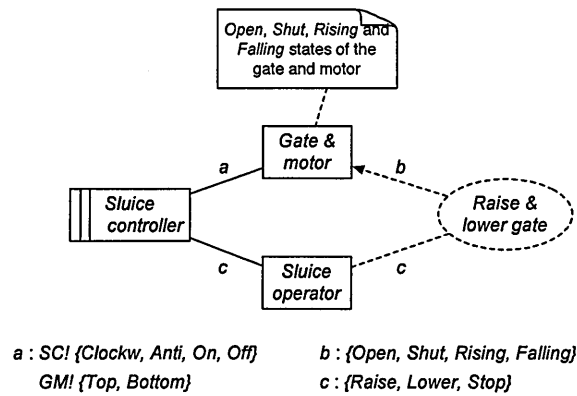 Open, Shut, Rising and
Falling states of the
gate and motor
Gate &
motor
a
b
Sluice
controller
Raise &
lower gate
c
Sluice
operator
c
a : SC! {Clockw, Anti, On, Off}
b : {Open, Shut, Rising, Falling}
GM! {Top, Bottom}
c : {Raise, Lower, Stop}